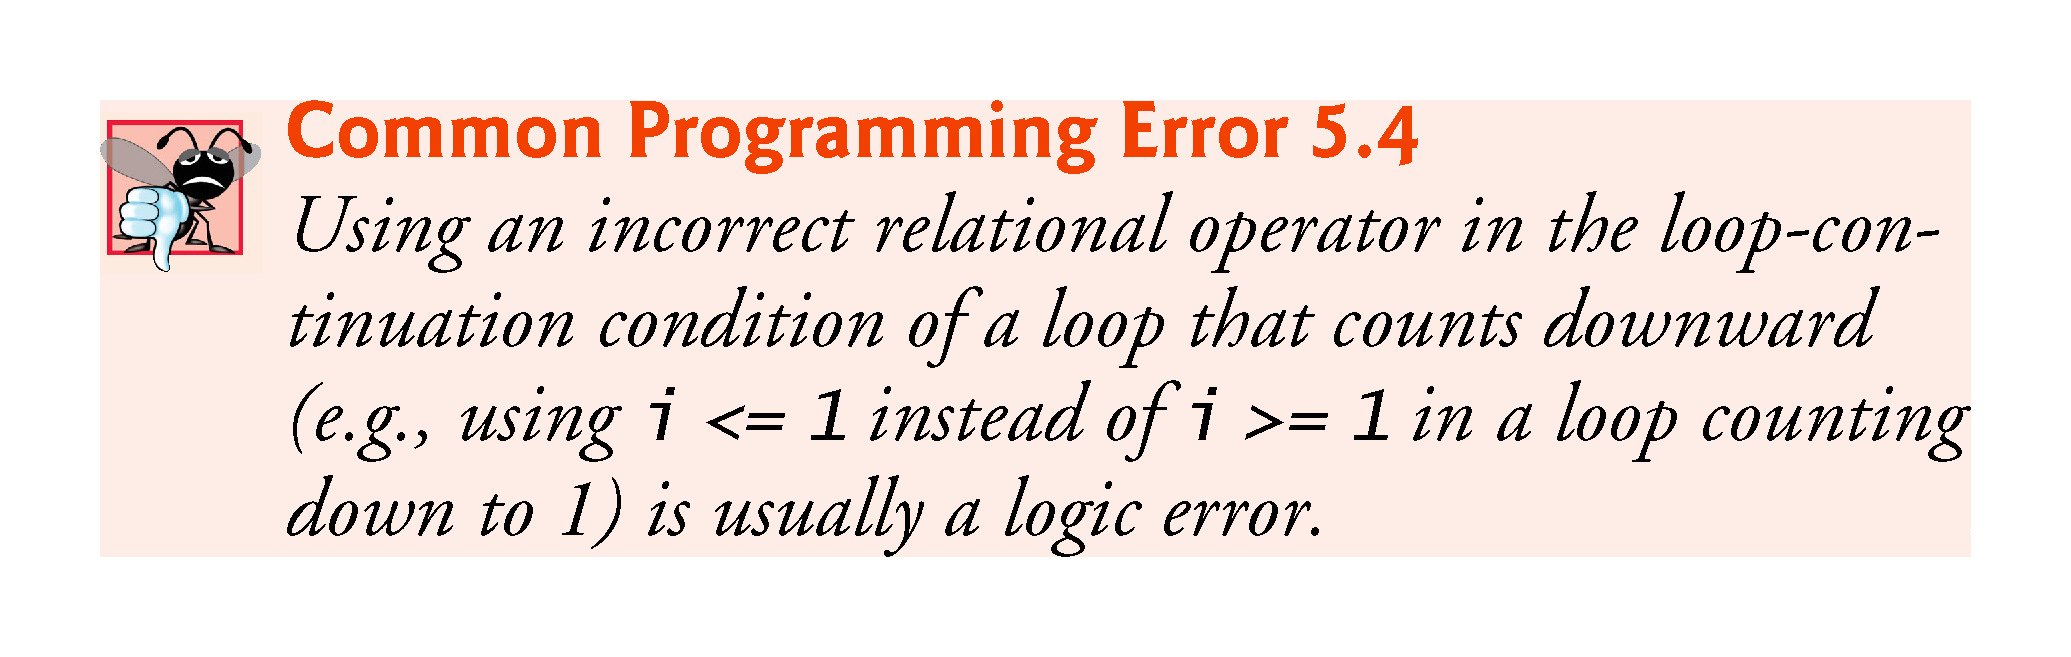 Common Programming Error 5.4
Using an incorrect relational operator in the loop-con-
tinuation condition of a loop that counts downward
(e.g., using i <= 1 instead of i >= 1 in a loop counting
down to 1) is usually a logic error.